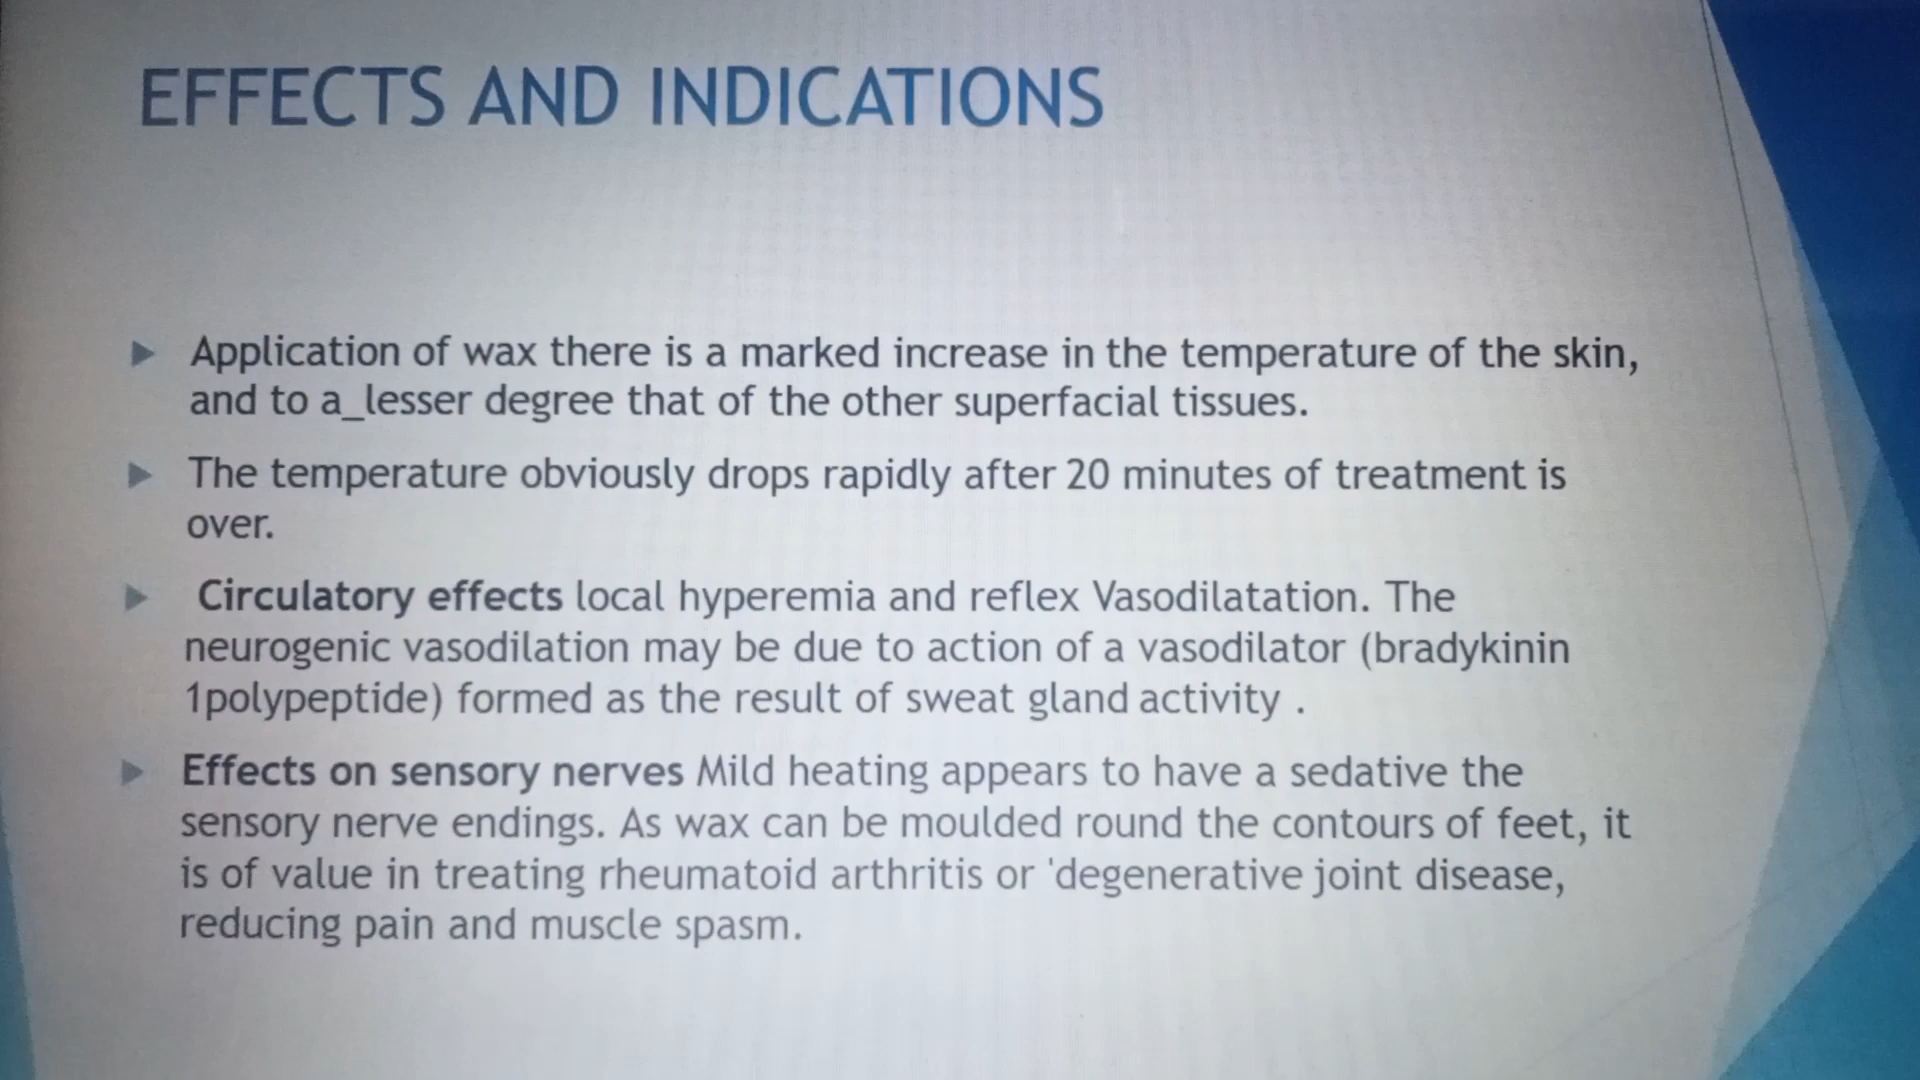 EFFECTS AND INDICATIONS
Application of wax there is a marked increase in the temperature of the skin,
and to a_lesser degree that of the other superfacial tissues.
The temperature obviously drops rapidly after 20 minutes of treatment is
over.
Circulatory effects local hyperemia and reflex Vasodilatation. The
neurogenic vasodilation may be due to action of a vasodilator (bradykinin
1polypeptide) formed as the result of sweat gland activity .
Effects on sensory nerves Mild heating appears to have a sedative the
sensory nerve endings. As wax can be moulded round the contours of feet, it
is of value in treating rheumatoid arthritis or 'degenerative joint disease,
reducing pain and muscle spasm.